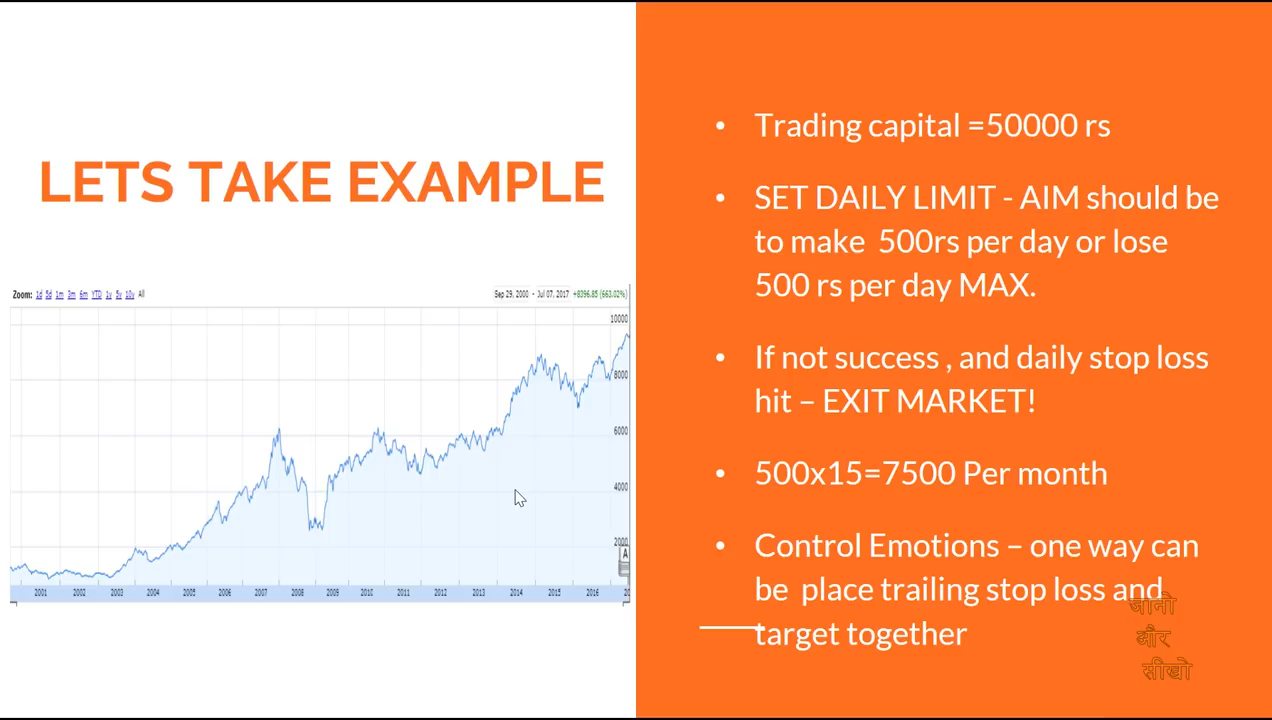 LETS TAKE EXAMPLE
Zoom: 1d 5d 1m 3m 6m YTD 1y 5y 10y All
Sep 29, 2000 - Jul 07, 2017 +8396.85 (663.02%)
10000
8000
6000
4000
2000
2001 2002 2003 2004 2005 2006 2007 2008 2009 2010 2011 2012 2013 2014 2015 2016 20
• Trading capital =50000 rs
• SET DAILY LIMIT - AIM should be
to make 500rs per day or lose
500 rs per day MAX.
• If not success , and daily stop loss
hit – EXIT MARKET!
• 500x15=7500 Per month
• Control Emotions – one way can
be place trailing stop loss and
target together
जानो
और
सीखो